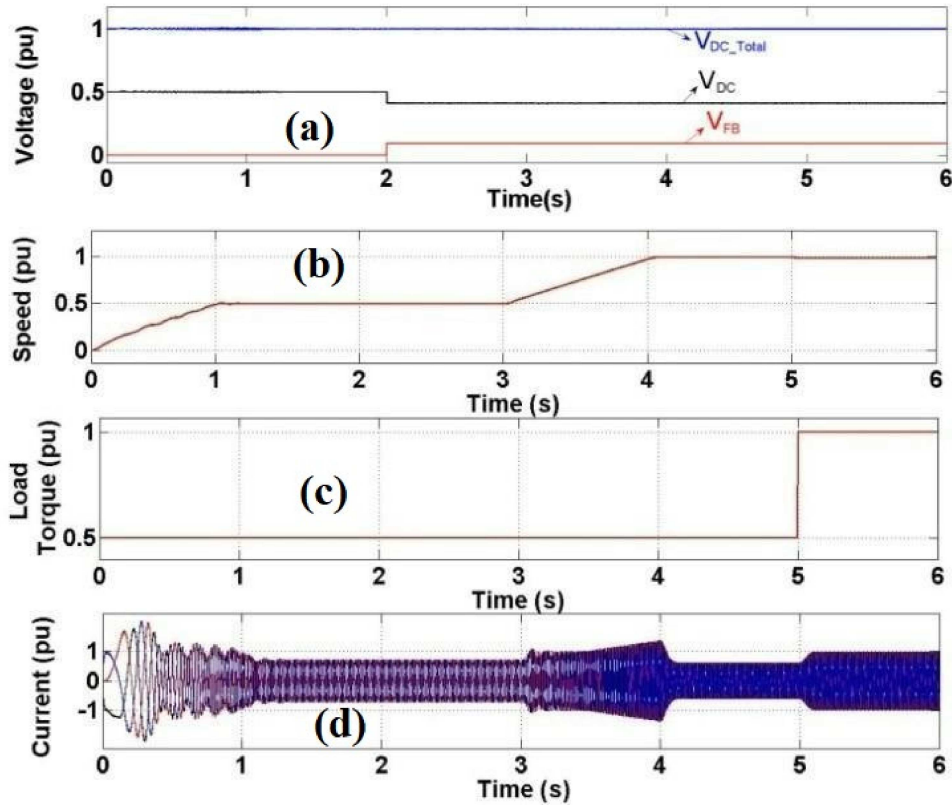 Voltage (pu)
1
0.5
0
V_DC_Total
V_DC
V_FB
(a)
0 1 2 3 4 5 6
Time(s)
Speed (pu)
1
0.5
0
(b)
0 1 2 3 4 5 6
Time (s)
Load
Torque (pu)
1
0.5
(c)
0 1 2 3 4 5 6
Time (s)
Current (pu)
1
0
-1
(d)
0 1 2 3 4 5 6
Time (s)